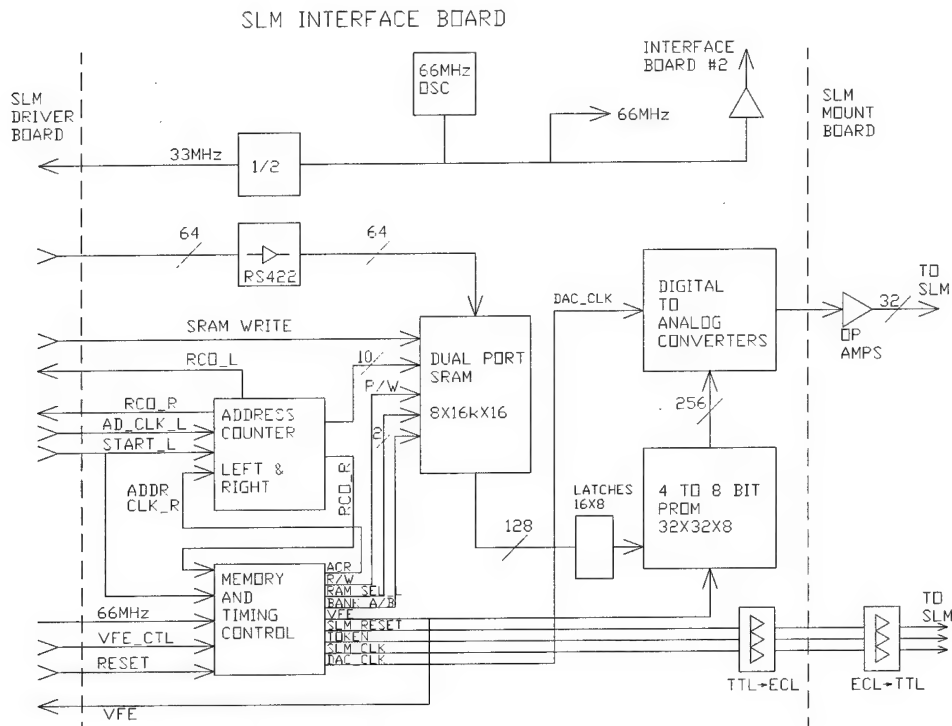 SLM INTERFACE BOARD
INTERFACE
BOARD #2
66MHz
OSC
SLM
DRIVER
BOARD
SLM
MOUNT
BOARD
66MHz
33MHz
1/2
64
64
RS422
TO
SLM
DAC_CLK
DIGITAL
TO
ANALOG
CONVERTERS
32
OP
AMPS
SRAM WRITE
RCO_L
10
DUAL PORT
SRAM
8X16kX16
R/W
2
RCO_R
AD_CLK_L
START_L
ADDRESS
COUNTER
LEFT &
RIGHT
RCO_R
ADDR
CLK_R
256
LATCHES
16X8
4 TO 8 BIT
PROM
32X32X8
128
MEMORY
AND
TIMING
CONTROL
ACR
R/W
RAM_SEL_L
BANK_A/B
VFE
SLM_RESET
TOKEN
SLM_CLK
DAC_CLK
66MHz
VFE_CTL
RESET
VFE
TO
SLM
TTL→ECL
ECL→TTL